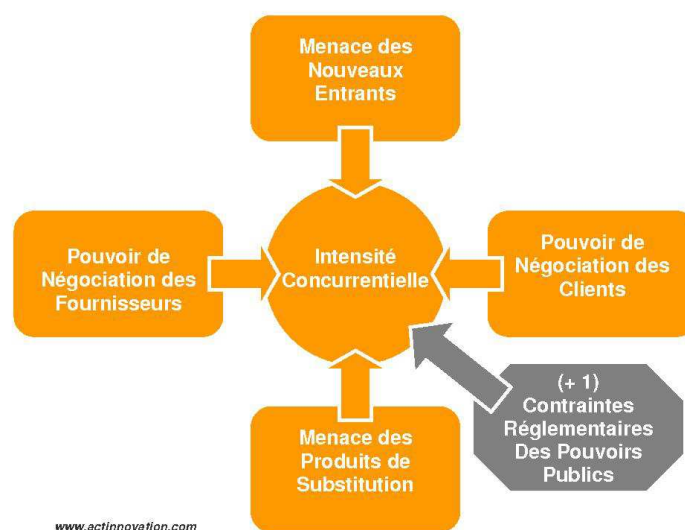 Menace des
Nouveaux
Entrants
Pouvoir de
Négociation des
Fournisseurs
Intensité
Concurrentielle
Pouvoir de
Négociation des
Clients
Menace des
Produits de
Substitution
(+ 1)
Contraintes
Réglementaires
Des Pouvoirs
Publics
www.actinnovation.com